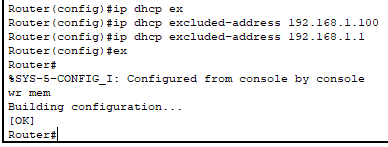 Router(config)#ip dhcp ex
Router(config)#ip dhcp excluded-address 192.168.1.100
Router(config)#ip dhcp excluded-address 192.168.1.1
Router(config)#ex
Router#
%SYS-5-CONFIG_I: Configured from console by console
wr mem
Building configuration...
[OK]
Router#